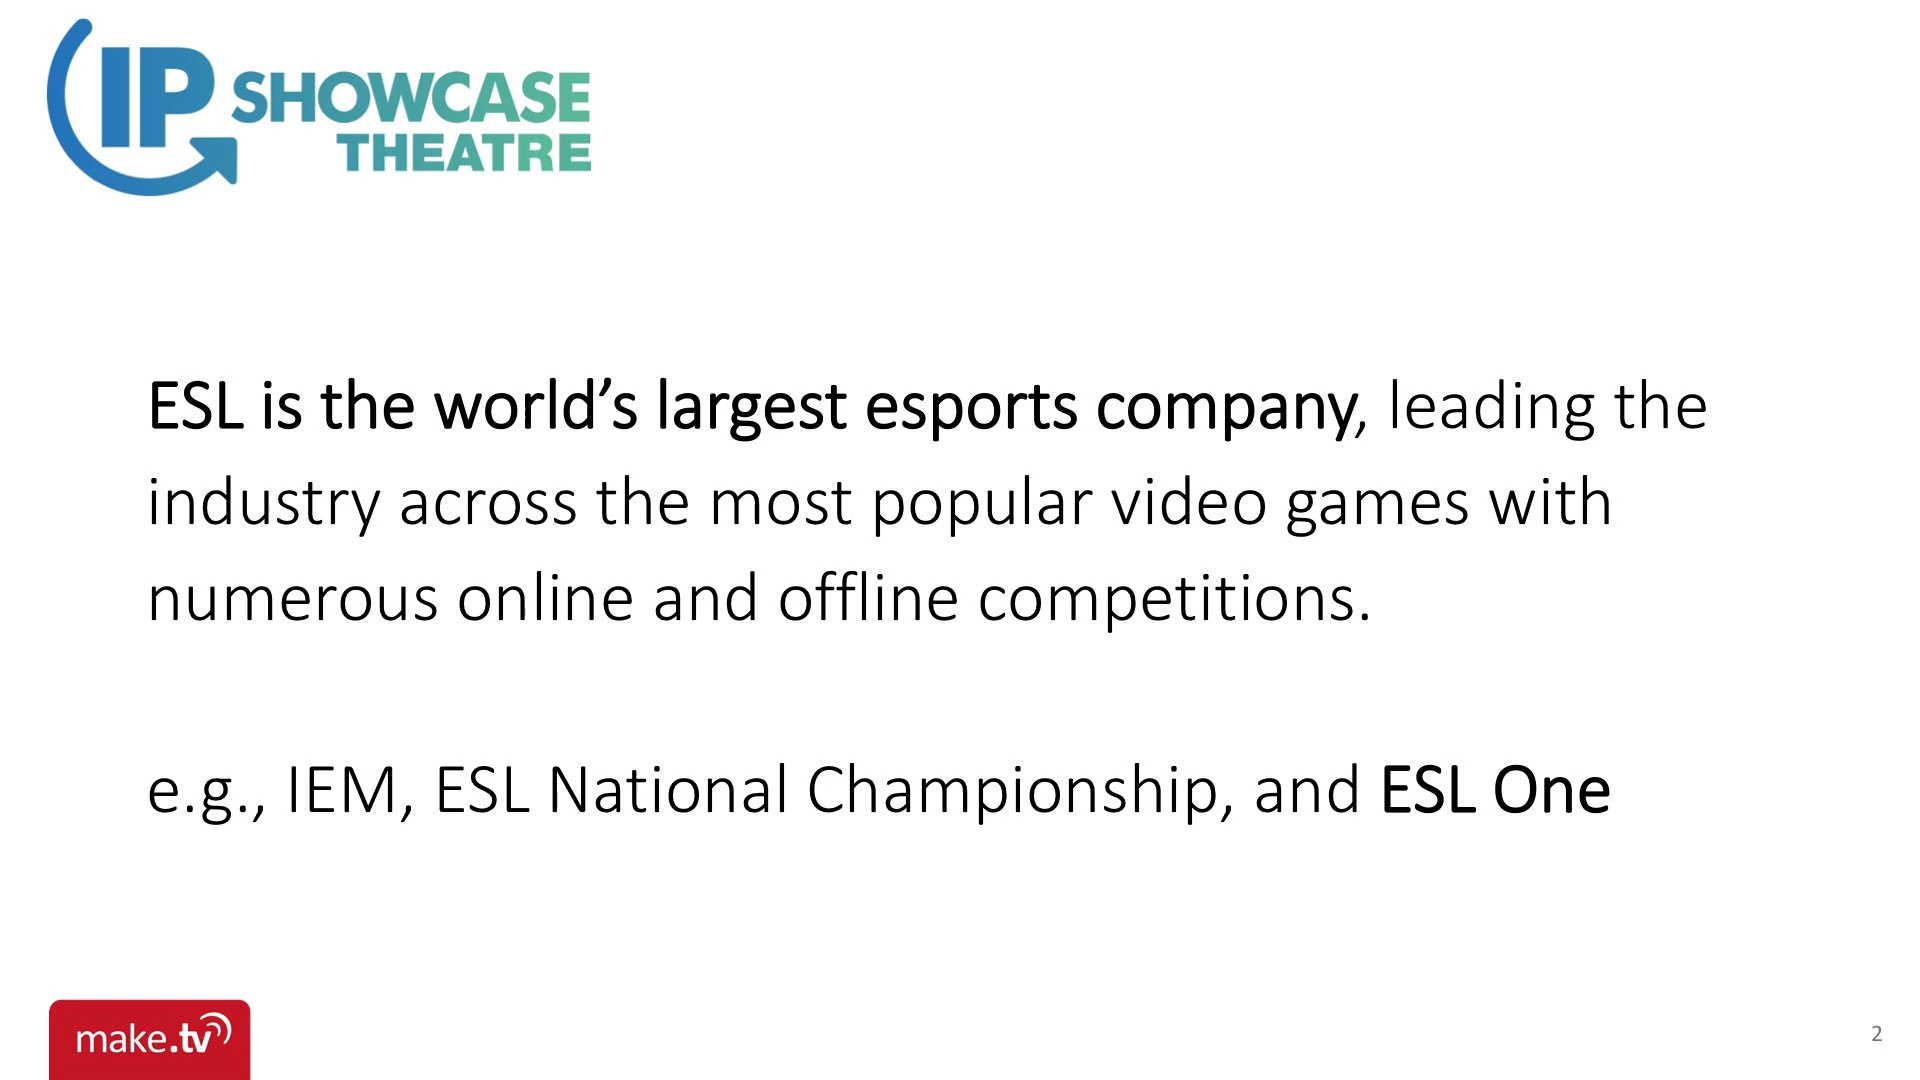 IP SHOWCASE
THEATRE
ESL is the world’s largest esports company, leading the
industry across the most popular video games with
numerous online and offline competitions.
e.g., IEM, ESL National Championship, and ESL One
make.tv
2